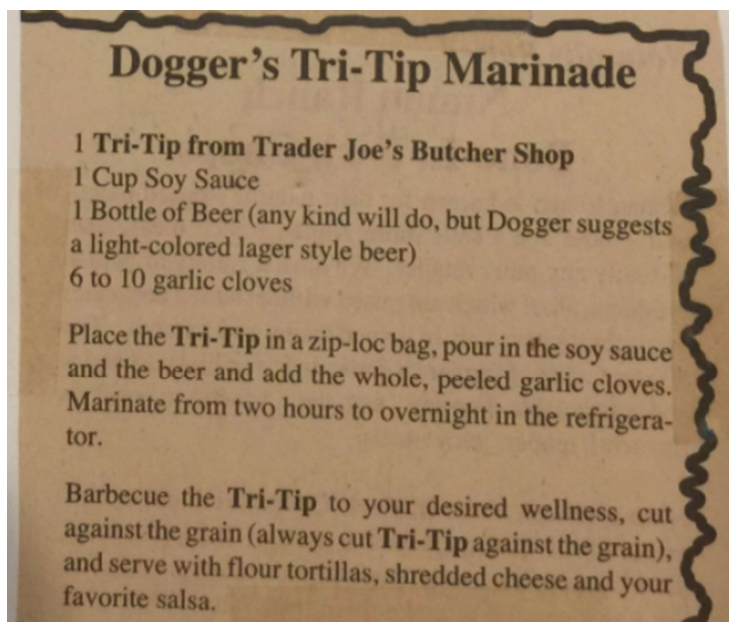 Dogger's Tri-Tip Marinade
1 Tri-Tip from Trader Joe's Butcher Shop
1 Cup Soy Sauce
1 Bottle of Beer (any kind will do, but Dogger suggests
a light-colored lager style beer)
6 to 10 garlic cloves
Place the Tri-Tip in a zip-loc bag, pour in the soy sauce
and the beer and add the whole, peeled garlic cloves.
Marinate from two hours to overnight in the refrigera-
tor.
Barbecue the Tri-Tip to your desired wellness, cut
against the grain (always cut Tri-Tip against the grain),
and serve with flour tortillas, shredded cheese and your
favorite salsa.